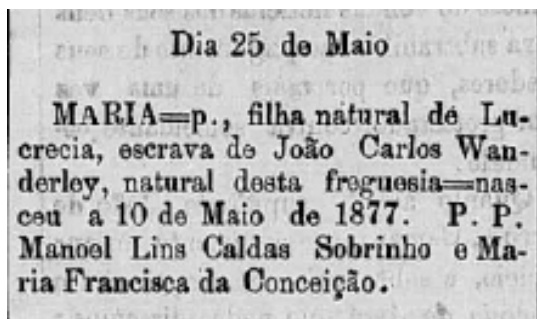 Dia 25 de Maio
MARIA=p., filha natural de Lu-
crecia, escrava de João Carlos Wan-
derley, natural desta freguesia=nas-
ceu a 10 de Maio de 1877. P. P.
Manoel Lins Caldas Sobrinho e Ma-
ria Francisca da Conceição.